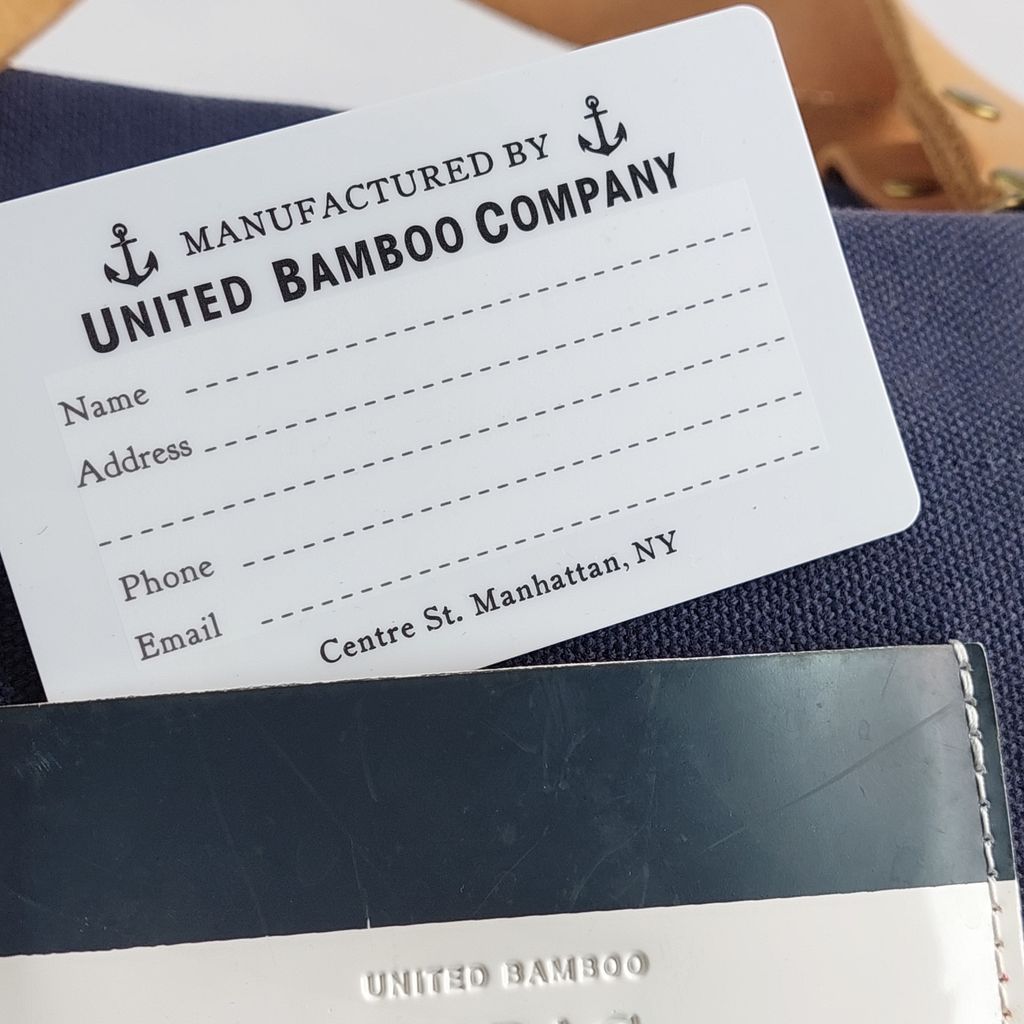 MANUFACTURED BY
UNITED BAMBOO COMPANY
Name
Address
Phone
Email
Centre St. Manhattan, NY
UNITED BAMBOO